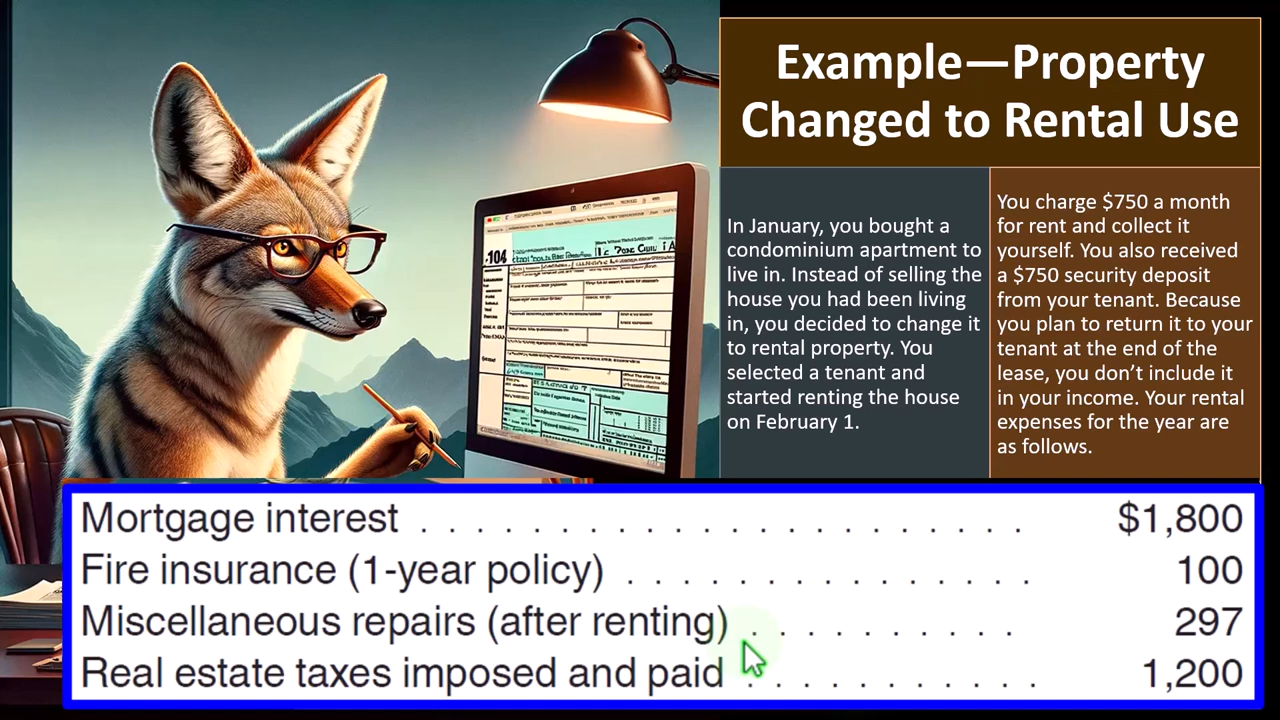 Example—Property
Changed to Rental Use
In January, you bought a
condominium apartment to
live in. Instead of selling the
house you had been living
in, you decided to change it
to rental property. You
selected a tenant and
started renting the house
on February 1.
You charge $750 a month
for rent and collect it
yourself. You also received
a $750 security deposit
from your tenant. Because
you plan to return it to your
tenant at the end of the
lease, you don’t include it
in your income. Your rental
expenses for the year are
as follows.
104
Mortgage interest . . . . . . . . . . . . . . . . . . . . . . . . $1,800
Fire insurance (1-year policy) . . . . . . . . . . . . . . . . 100
Miscellaneous repairs (after renting) . . . . . . . . . . 297
Real estate taxes imposed and paid . . . . . . . . . . . 1,200